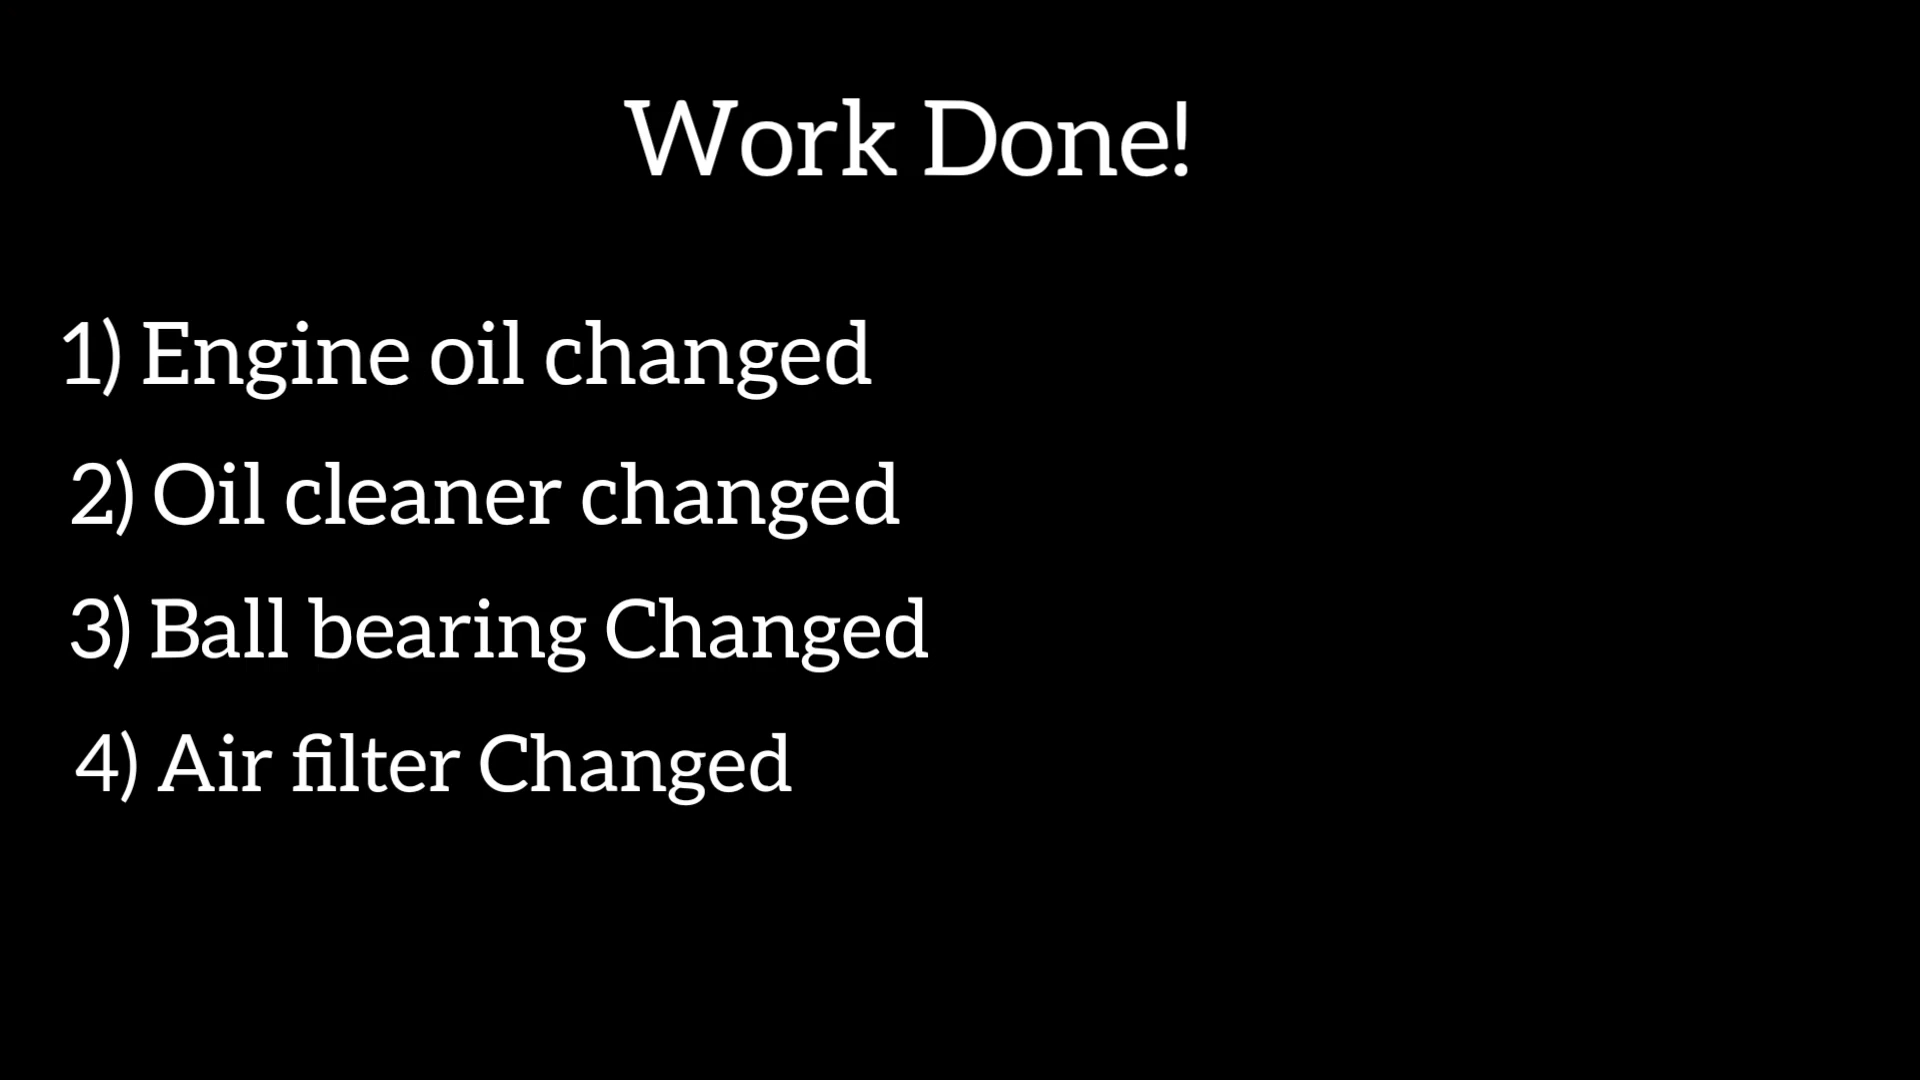 Work Done!
1) Engine oil changed
2) Oil cleaner changed
3) Ball bearing Changed
4) Air filter Changed